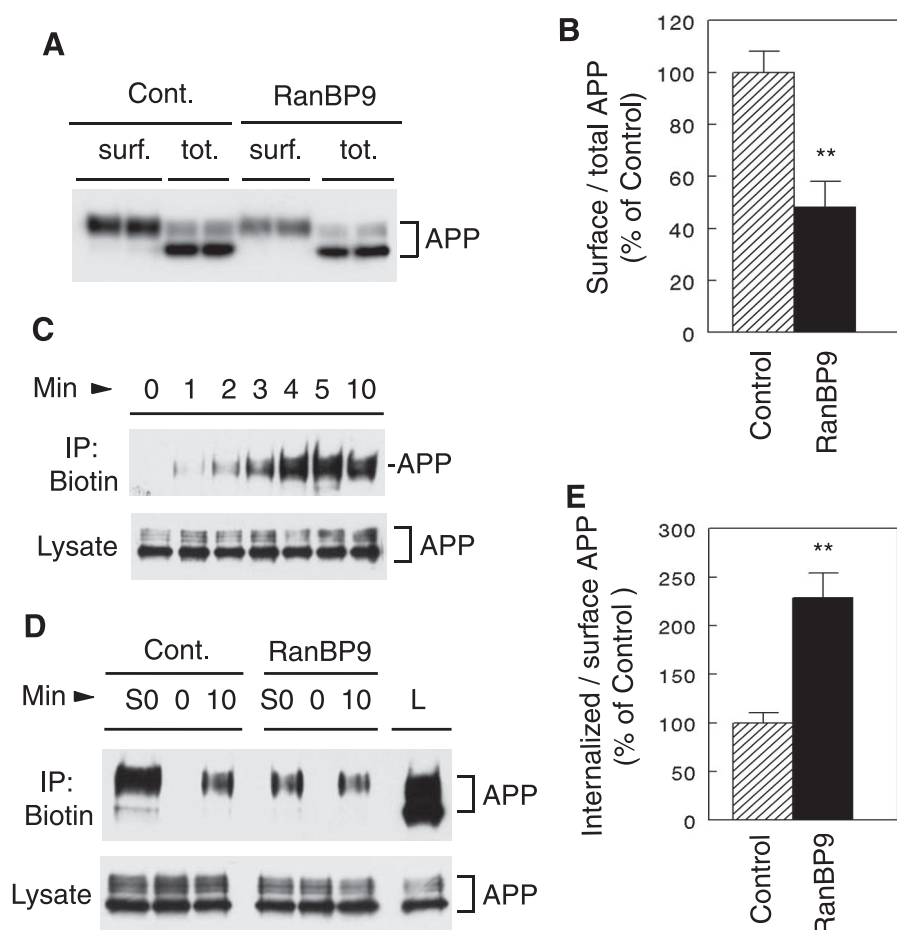 A
Cont. RanBP9
surf. tot. surf. tot.
APP
B
Surface / total APP
(% of Control)
120
100
80
60
40
20
0
**
Control
RanBP9
C
Min ► 0 1 2 3 4 5 10
IP:
Biotin
-APP
Lysate
APP
D
Cont. RanBP9
Min ► S0 0 10 S0 0 10 L
IP:
Biotin
APP
Lysate
APP
E
Internalized / surface APP
(% of Control )
300
250
200
150
100
50
0
**
Control
RanBP9